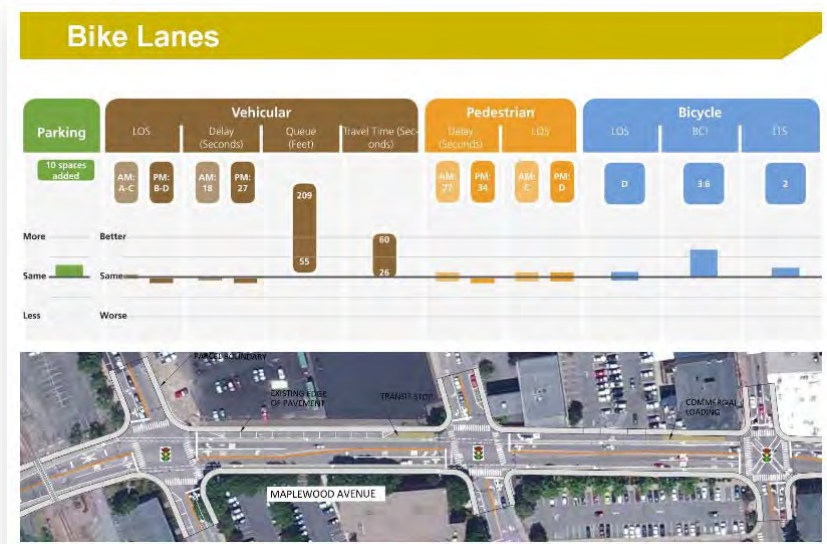 Bike Lanes
Parking
Vehicular
LOS
Delay
(Seconds)
Queue
(Feet)
Travel Time (Sec-
onds)
Pedestrian
Delay
(Seconds)
LOS
Bicycle
LOS
BCI
LTS
10 spaces
added
AM:
A-C
PM:
B-D
AM:
18
PM:
27
209
55
60
26
AM:
27
PM:
34
AM:
C
PM:
D
D
3.6
2
More
Same
Less
Better
Same
Worse
PARCEL BOUNDARY
EXISTING EDGE
OF PAVEMENT
TRANSIT STOP
COMMERCIAL
LOADING
MAPLEWOOD AVENUE